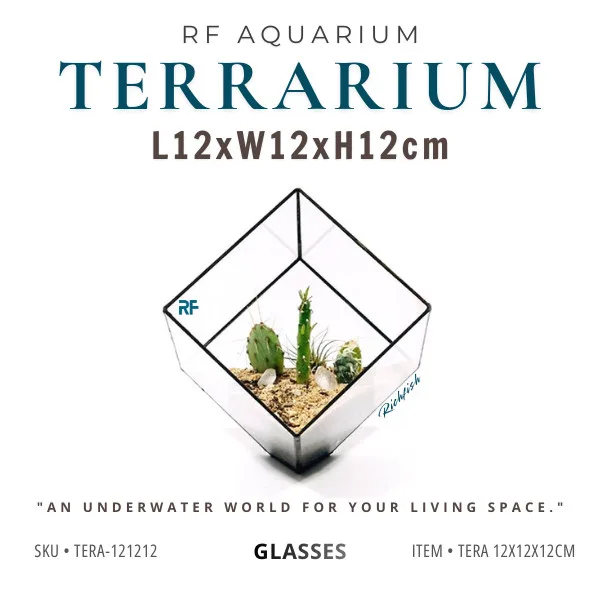 RF AQUARIUM
TERRARIUM
L12xW12xH12cm
RF
Richfish
"AN UNDERWATER WORLD FOR YOUR LIVING SPACE."
SKU • TERA-121212
GLASSES
ITEM • TERA 12X12X12CM